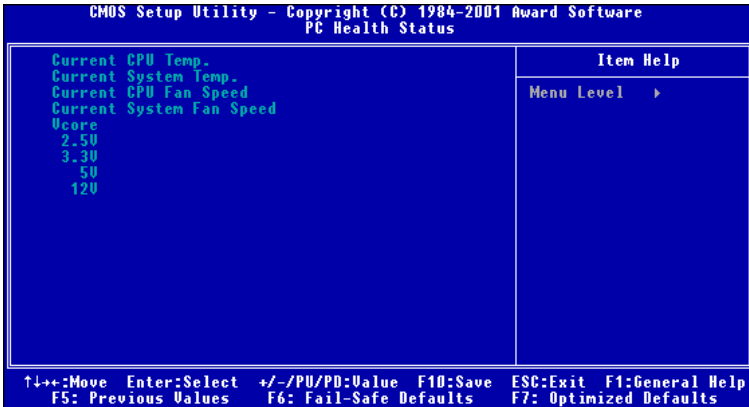 CMOS Setup Utility - Copyright (C) 1984-2001 Award Software
PC Health Status
Current CPU Temp.
Current System Temp.
Current CPU Fan Speed
Current System Fan Speed
Vcore
2.5V
3.3V
5V
12V
Item Help
Menu Level ▸
↑↓→←:Move Enter:Select +/-/PU/PD:Value F10:Save ESC:Exit F1:General Help
F5: Previous Values F6: Fail-Safe Defaults F7: Optimized Defaults